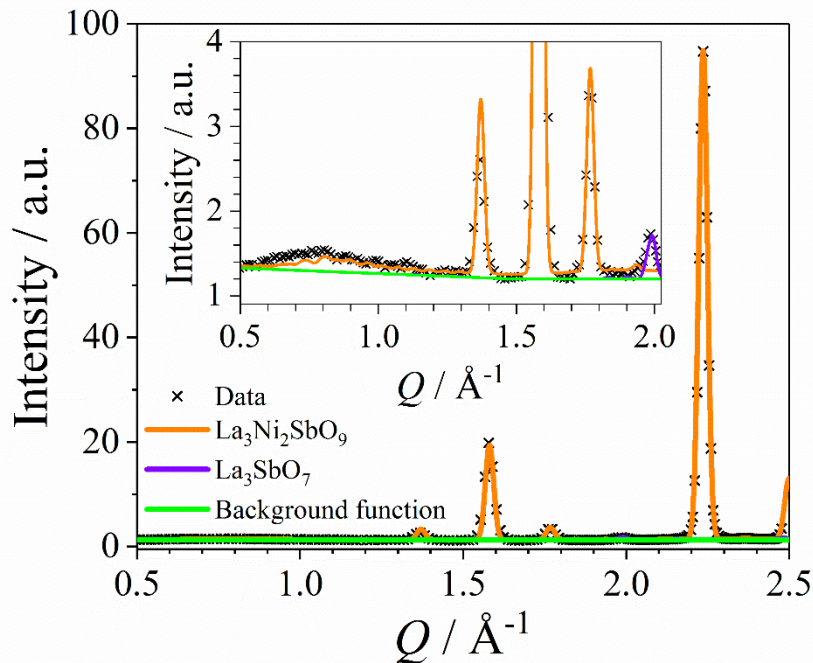 100
80
60
40
20
0
Intensity / a.u.
4
3
2
1
Intensity / a.u.
0.5 1.0 1.5 2.0
Q / Å⁻¹
Data
La₃Ni₂SbO₉
La₃SbO₇
Background function
0.5 1.0 1.5 2.0 2.5
Q / Å⁻¹